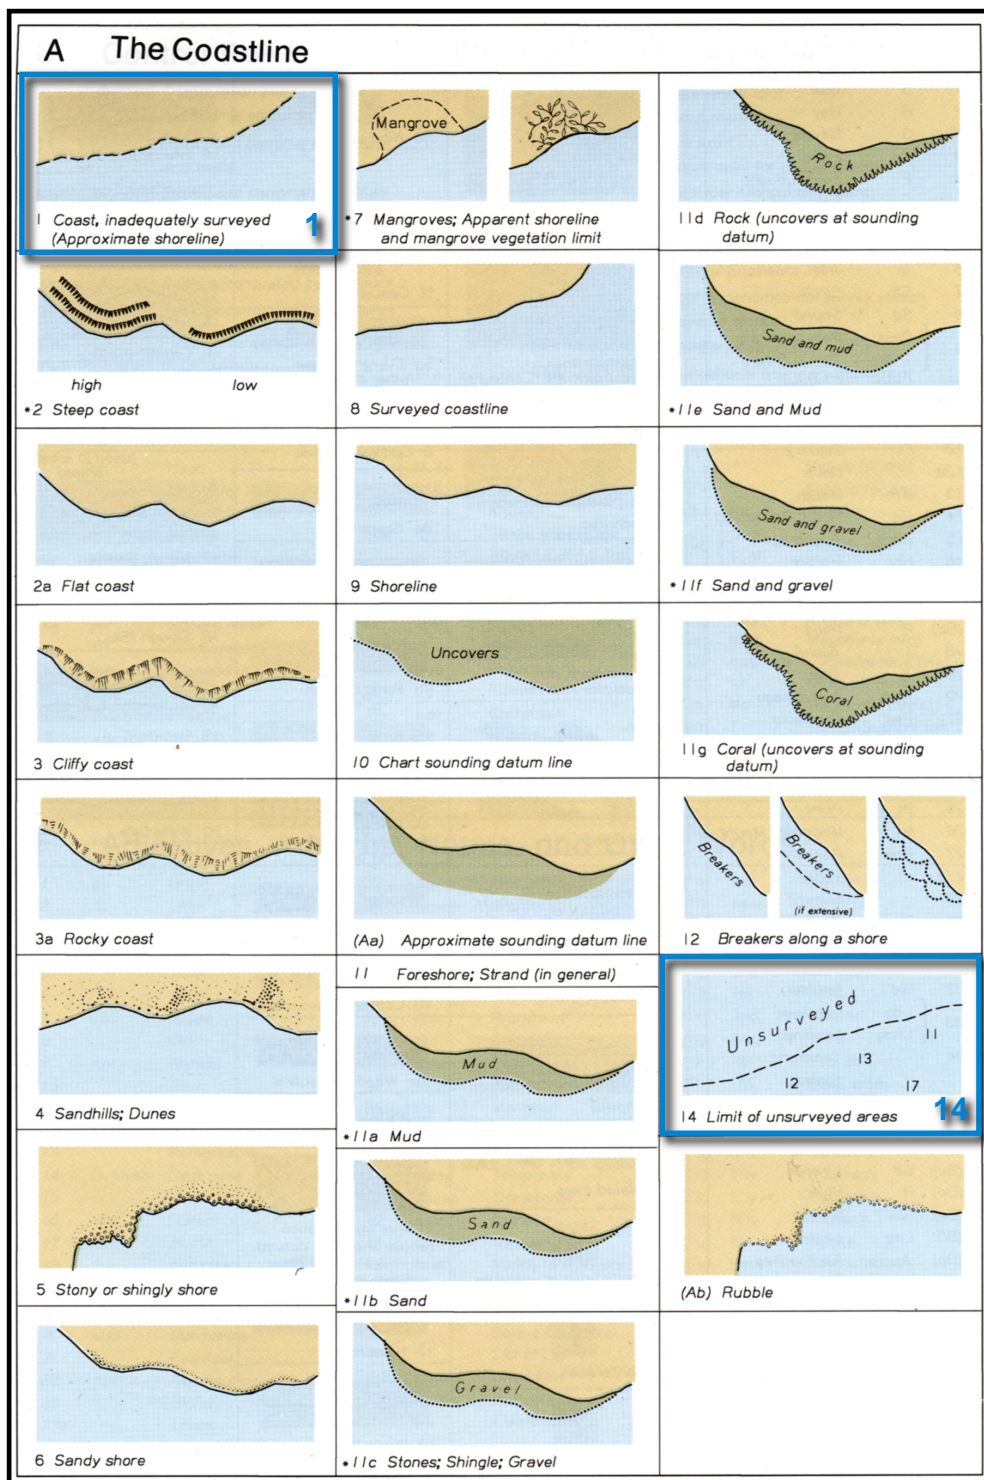 A The Coastline
1 Coast, inadequately surveyed
(Approximate shoreline)
1
high low
*2 Steep coast
2a Flat coast
3 Cliffy coast
3a Rocky coast
4 Sandhills; Dunes
5 Stony or shingly shore
6 Sandy shore
Mangrove
*7 Mangroves; Apparent shoreline
and mangrove vegetation limit
8 Surveyed coastline
9 Shoreline
Uncovers
10 Chart sounding datum line
(Aa) Approximate sounding datum line
11 Foreshore; Strand (in general)
Mud
*11a Mud
Sand
*11b Sand
Gravel
*11c Stones; Shingle; Gravel
Rock
11d Rock (uncovers at sounding
datum)
Sand and mud
*11e Sand and Mud
Sand and gravel
*11f Sand and gravel
Coral
11g Coral (uncovers at sounding
datum)
Breakers
Breakers
(if extensive)
12 Breakers along a shore
Unsurveyed
11
13
12
17
14 Limit of unsurveyed areas
14
(Ab) Rubble